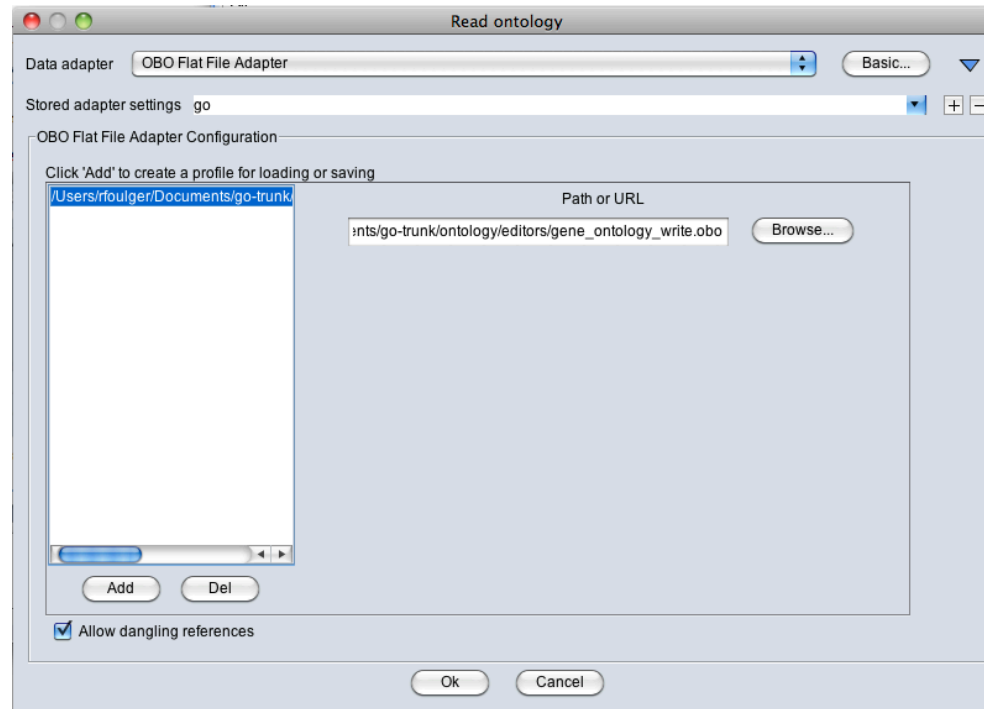 Read ontology
Data adapter OBO Flat File Adapter Basic...
Stored adapter settings go
OBO Flat File Adapter Configuration
Click 'Add' to create a profile for loading or saving
/Users/rfoulger/Documents/go-trunk/
Path or URL
nts/go-trunk/ontology/editors/gene_ontology_write.obo Browse...
Add Del
Allow dangling references
Ok Cancel